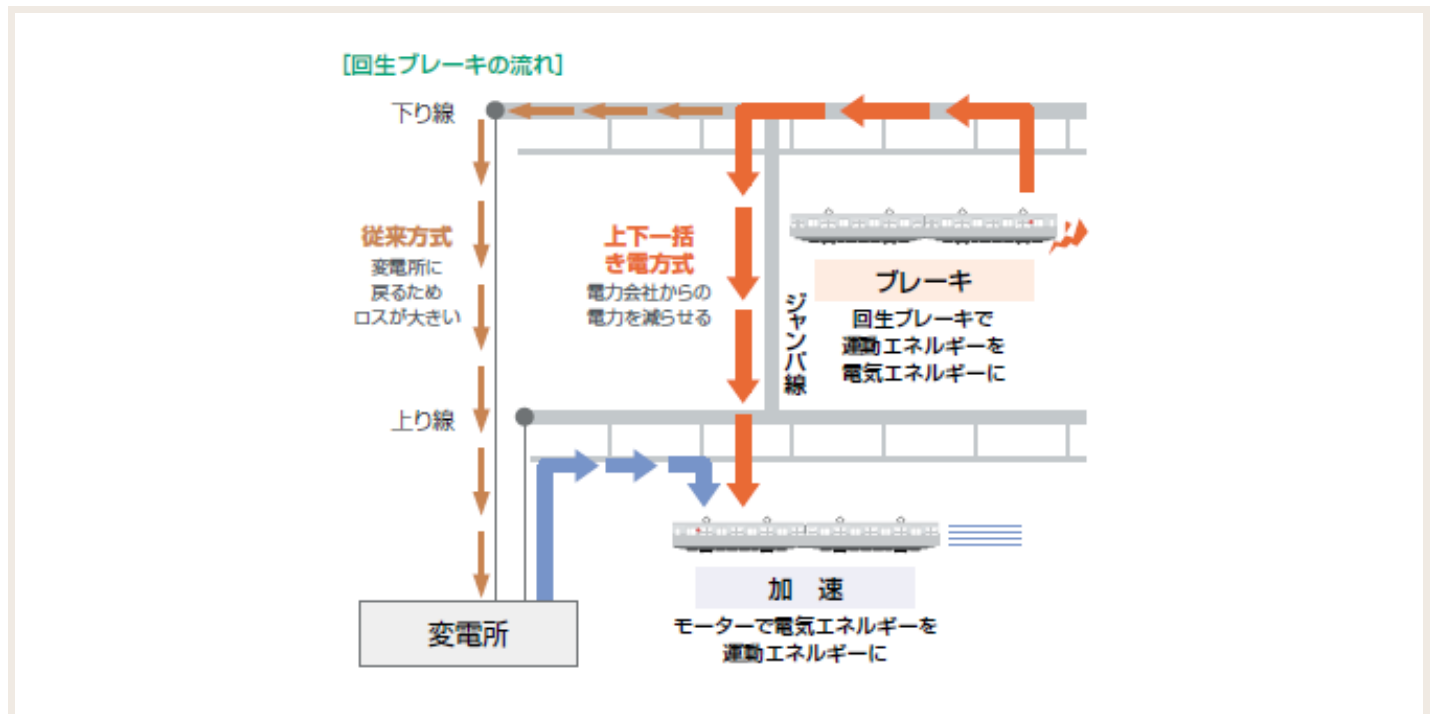 [回生ブレーキの流れ]
下り線
従来方式
変電所に
戻るため
ロスが大きい
上下一括
き電方式
電力会社からの
電力を減らせる
ジャンパ線
ブレーキ
回生ブレーキで
運動エネルギーを
電気エネルギーに
上り線
加 速
モーターで電気エネルギーを
運動エネルギーに
変電所